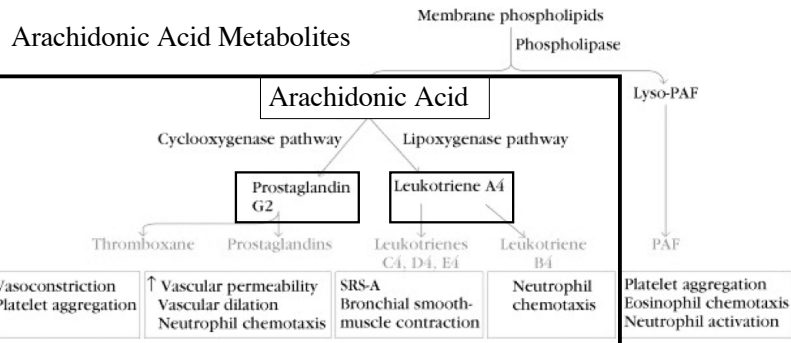 Membrane phospholipids
Arachidonic Acid Metabolites
Phospholipase
Arachidonic Acid
Lyso-PAF
Cyclooxygenase pathway
Lipoxygenase pathway
Prostaglandin
G2
Leukotriene A4
Thromboxane
Prostaglandins
Leukotrienes
C4, D4, E4
Leukotriene
B4
PAF
Vasoconriction
Platelet aggregation
↑ Vascular permeability
Vascular dilation
Neutrophil chemotaxis
SRS-A
Bronchial smooth-
muscle contraction
Neutrophil
chemotaxis
Platelet aggregation
Eosinophil chemotaxis
Neutrophil activation